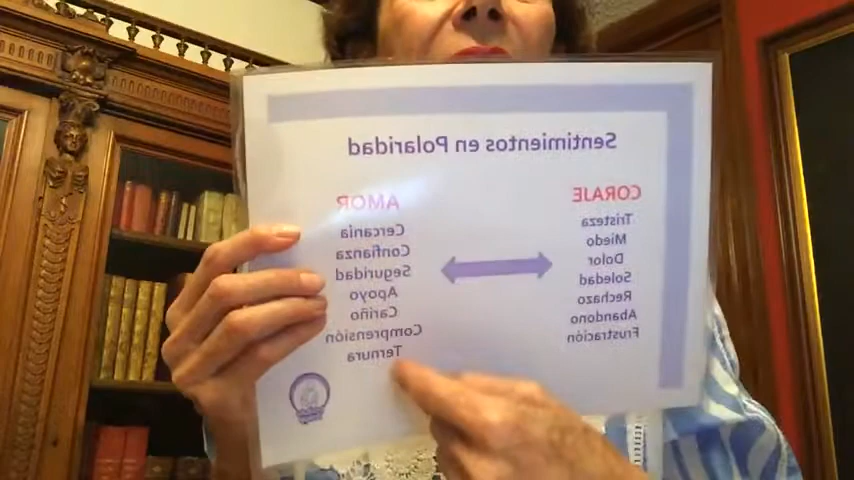 Sentimientos en Polaridad
CORAJE
Tristeza
Miedo
Dolor
Soledad
Rechazo
Abandono
Frustración
AMOR
Cercanía
Confianza
Seguridad
Apoyo
Cariño
Comprensión
Ternura